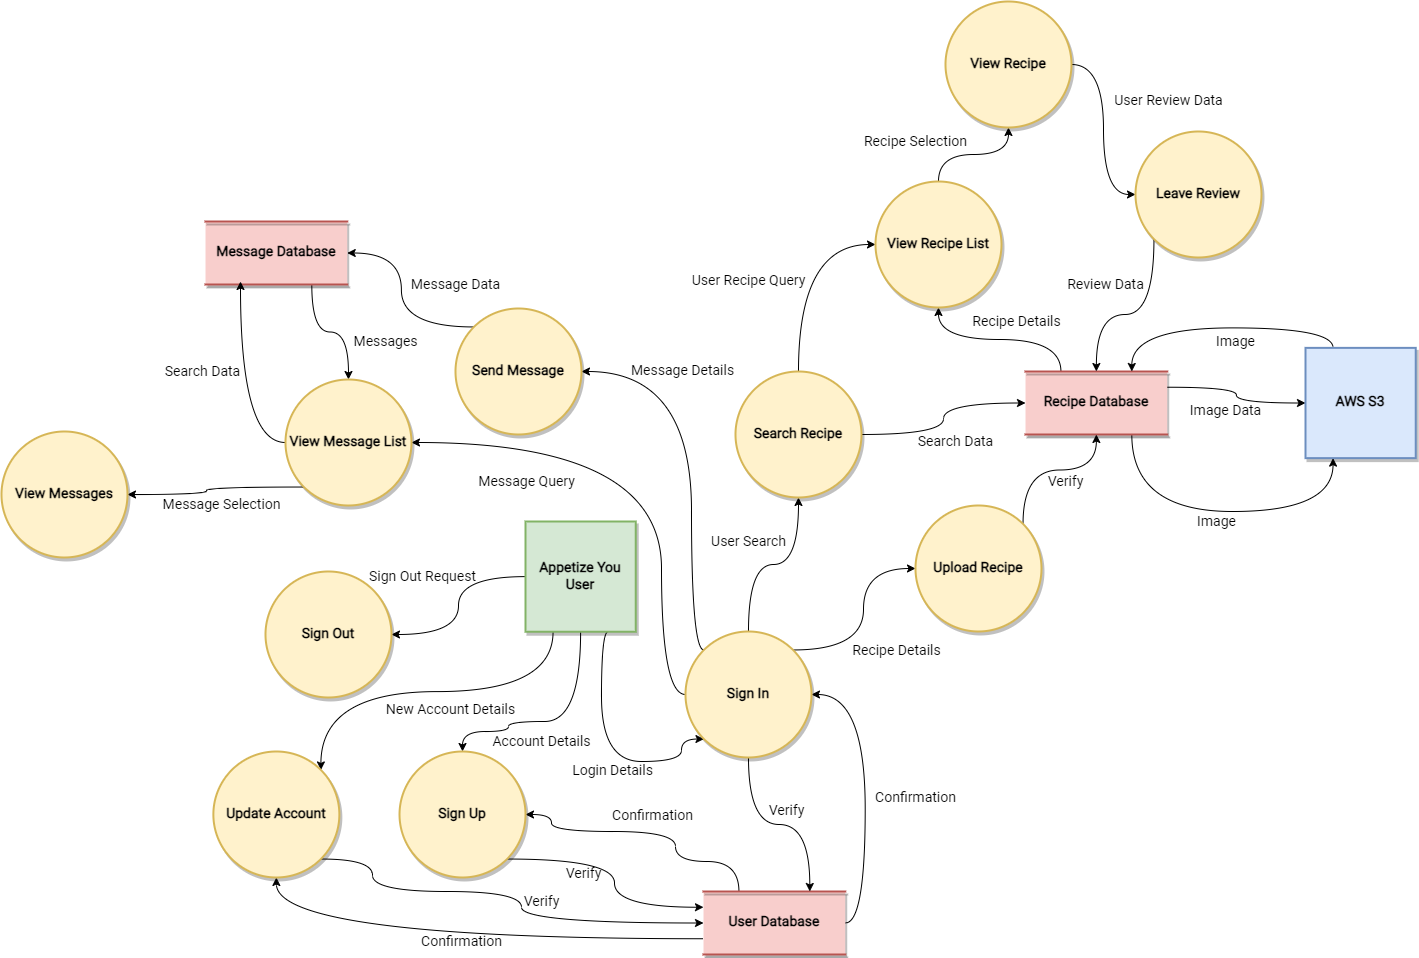 View Recipe
User Review Data
Recipe Selection
Leave Review
View Recipe List
Message Database
Message Data
User Recipe Query
Review Data
Recipe Details
Messages
Image
Search Data
Send Message
Message Details
Recipe Database
AWS S3
Image Data
Search Recipe
Search Data
View Message List
Message Query
Verify
View Messages
Message Selection
Image
User Search
Appetize You
User
Upload Recipe
Sign Out Request
Sign Out
Recipe Details
Sign In
New Account Details
Account Details
Login Details
Confirmation
Update Account
Sign Up
Confirmation
Verify
Verify
Verify
User Database
Confirmation